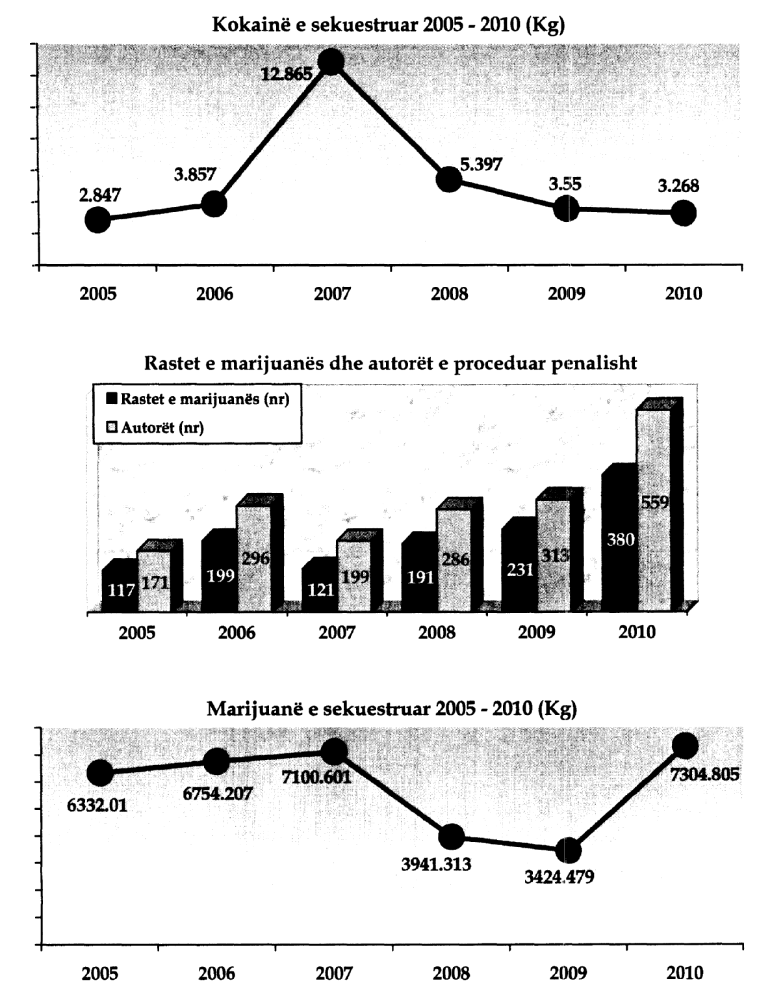 Kokainë e sekuestruar 2005 - 2010 (Kg)
12.865
5.397
3.857
3.55
3.268
2.847
2005 2006 2007 2008 2009 2010
Rastet e marijuanës dhe autorët e proceduar penalisht
Rastet e marijuanës (nr)
Autorët (nr)
117 171 199 296 121 199 191 286 231 313 380 559
2005 2006 2007 2008 2009 2010
Marijuanë e sekuestruar 2005 - 2010 (Kg)
6332.01
6754.207
7100.601
3941.313
3424.479
7304.805
2005 2006 2007 2008 2009 2010